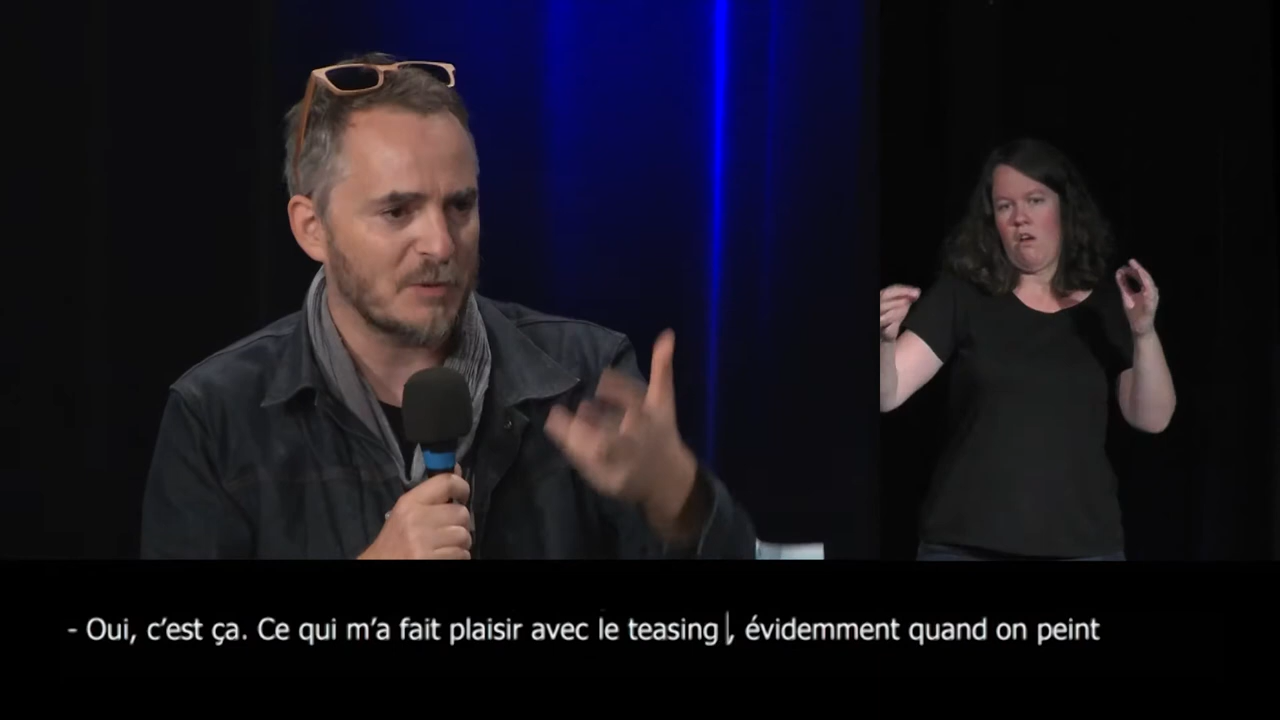 - Oui, c’est ça. Ce qui m’a fait plaisir avec le teasing , évidemment quand on peint